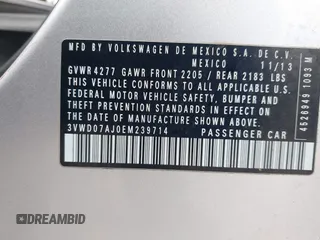 MFD BY VOLKSWAGEN DE MEXICO S.A. DE C.V.
MEXICO 11/13
GVWR 4277 GAWR FRONT 2205 / REAR 2183 LBS
THIS VEHICLE CONFORMS TO ALL APPLICABLE U.S.
FEDERAL MOTOR VEHICLE SAFETY, BUMPER, AND
THEFT PREVENTION STANDARDS IN EFFECT ON THE
DATE OF MANUFACTURE SHOWN ABOVE.
3VWD07AJ0EM239714 PASSENGER CAR
4526949 1093 M
DREAMBID
DREAMBID